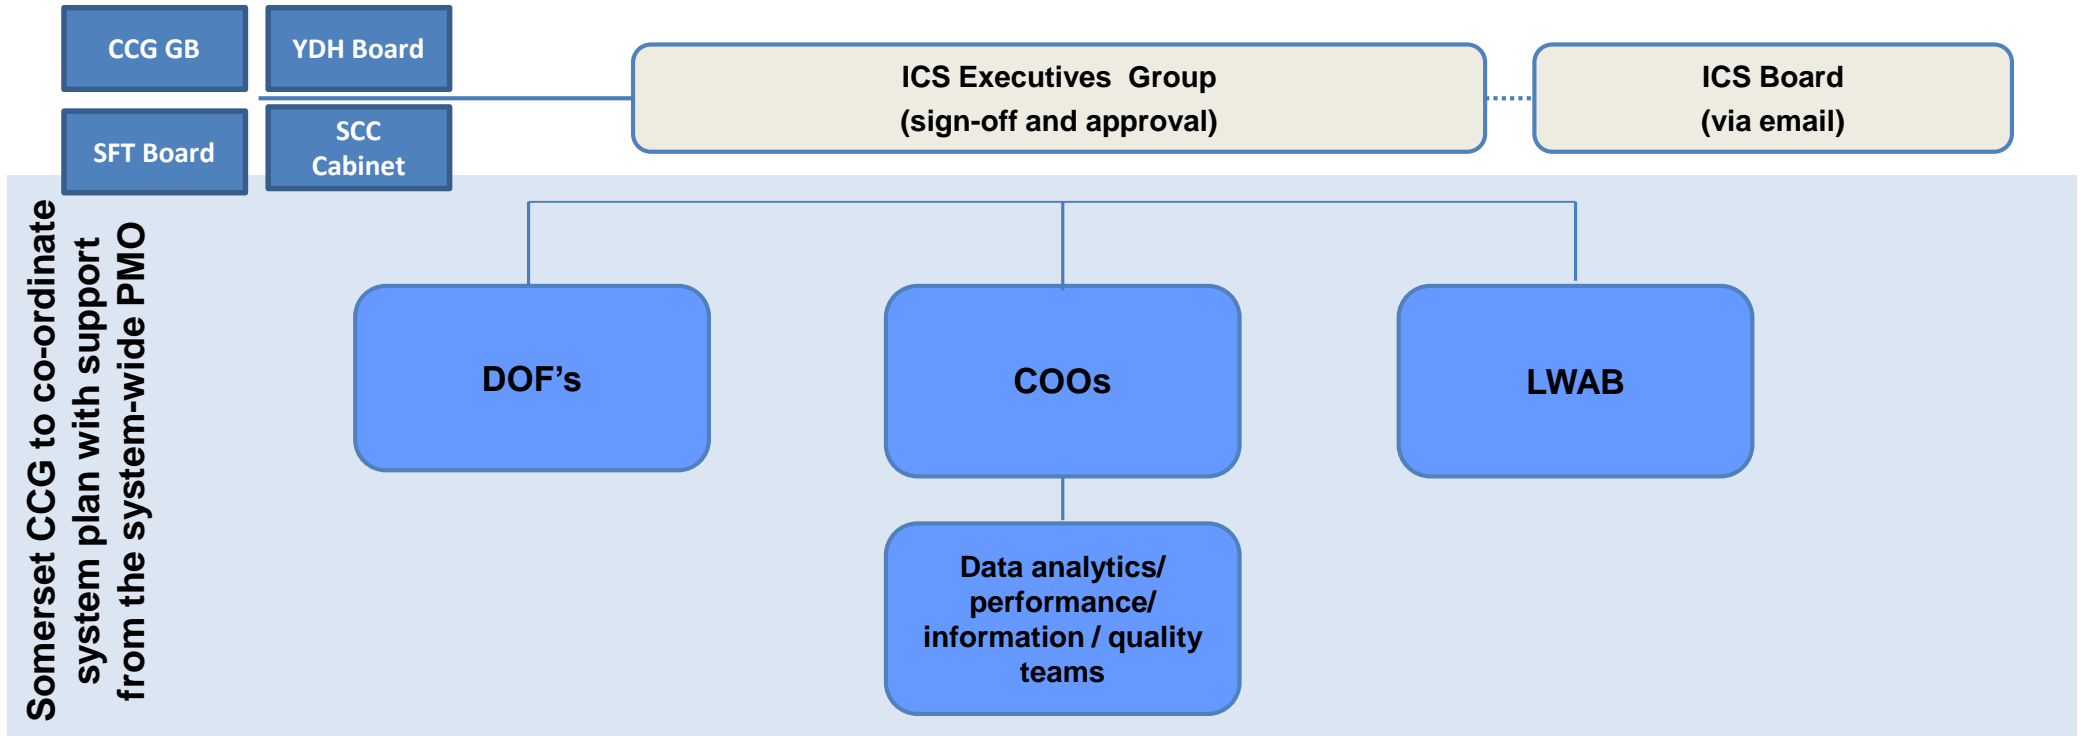 CCG GB
YDH Board
SFT Board
SCC
Cabinet
ICS Executives  Group
(sign-off and approval)
ICS Board
(via email)
Somerset CCG to co-ordinate
system plan with support
from the system-wide PMO
DOF’s
COOs
LWAB
Data analytics/
performance/
information / quality
teams